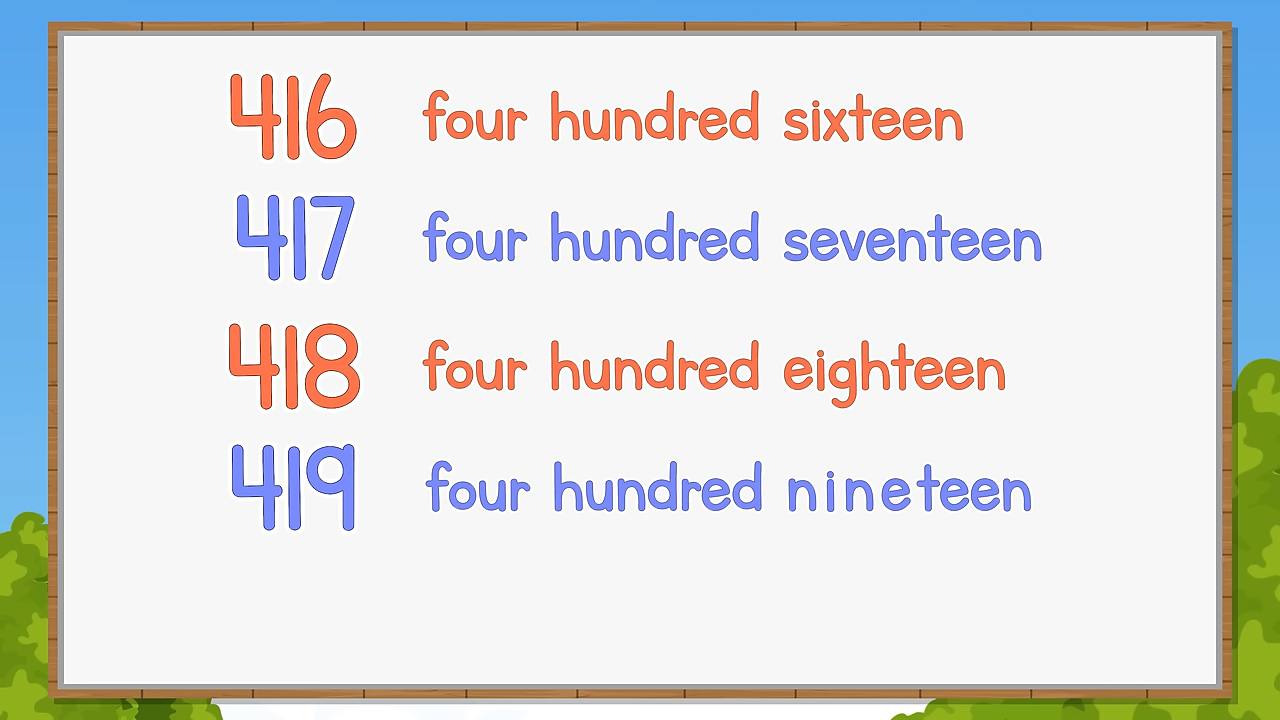 416 four hundred sixteen
417 four hundred seventeen
418 four hundred eighteen
419 four hundred nineteen